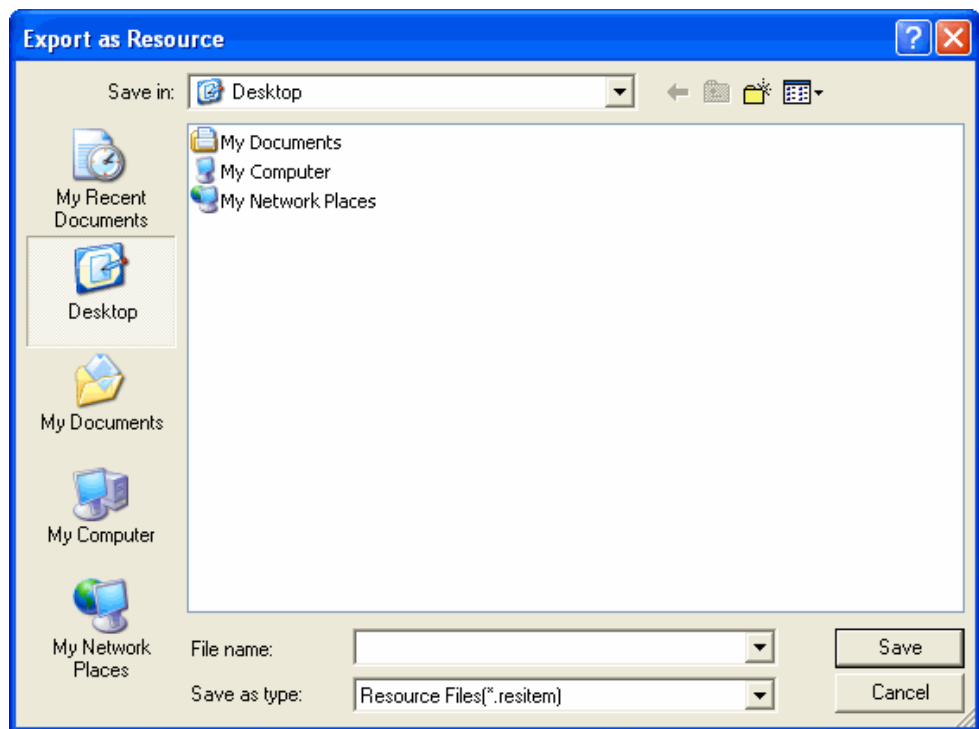 Export as Resource
Save in: Desktop
My Documents
My Computer
My Network Places
My Recent
Documents
Desktop
My Documents
My Computer
My Network
Places
File name:
Save
Save as type: Resource Files(*.resitem)
Cancel